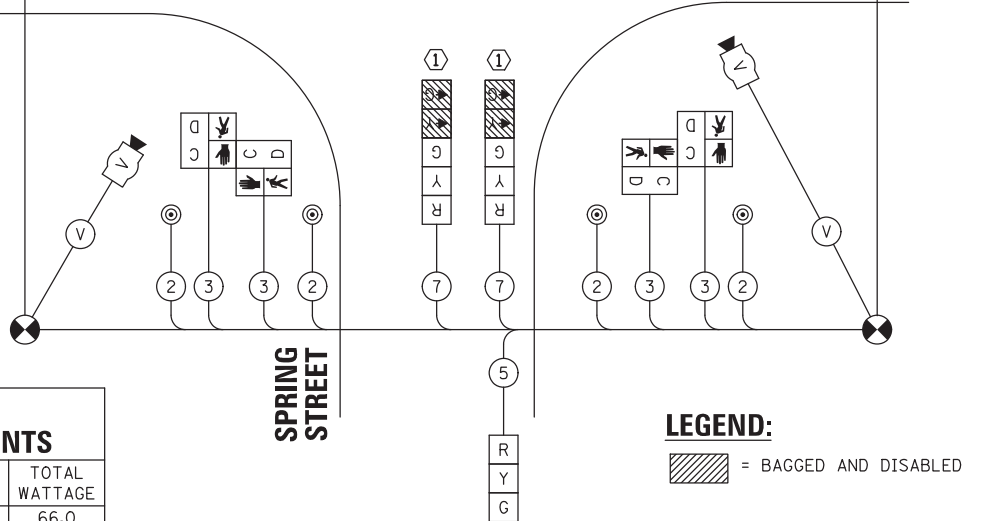 1 1
G G
Y Y
G G
Y Y
R R
D
C
C D
D
C
D C
V V
V V
2 3 3 2 7 7 2 3 3 2
5
R
Y
G
SPRING
STREET
NTS
TOTAL
WATTAGE
66.0
LEGEND:
= BAGGED AND DISABLED